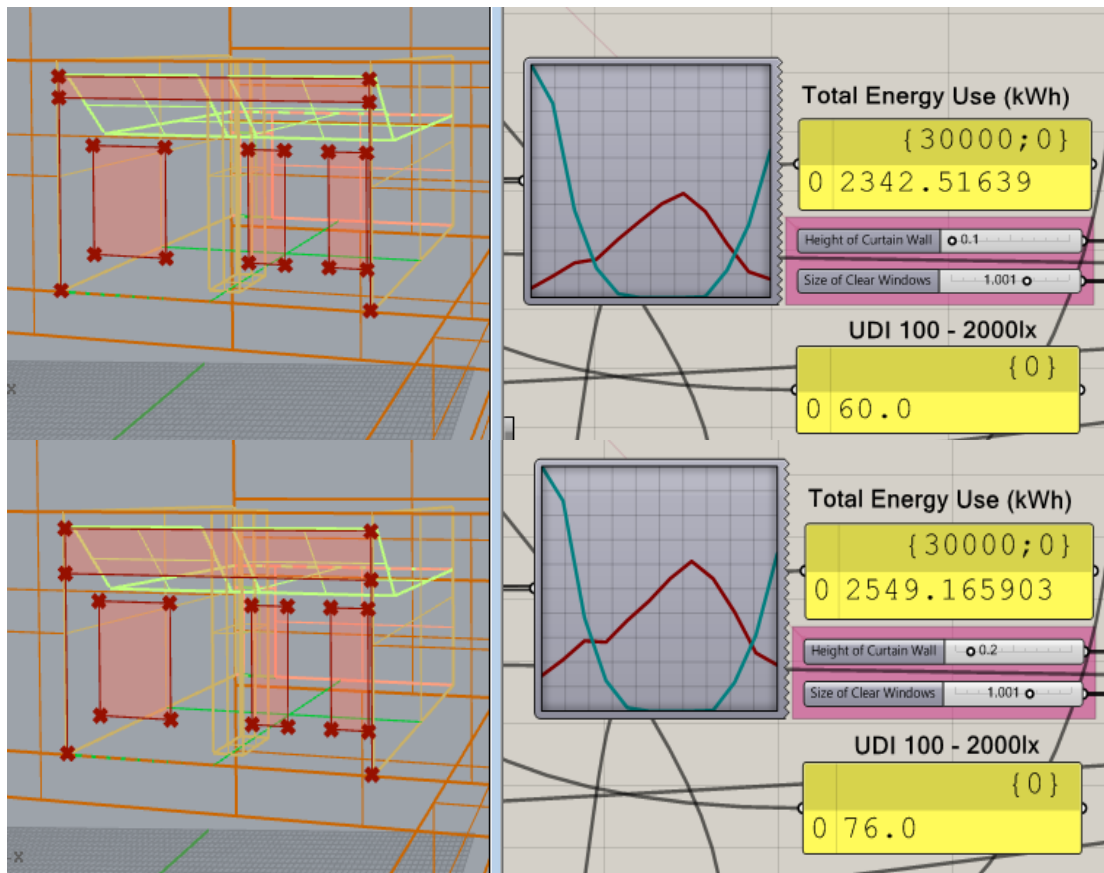 Total Energy Use (kWh)
{30000;0}
0 2342.51639
Height of Curtain Wall 0.1
Size of Clear Windows 1.001
UDI 100 - 2000lx
{0}
0 60.0
x
Total Energy Use (kWh)
{30000;0}
0 2549.165903
Height of Curtain Wall 0.2
Size of Clear Windows 1.001
UDI 100 - 2000lx
{0}
0 76.0
-x